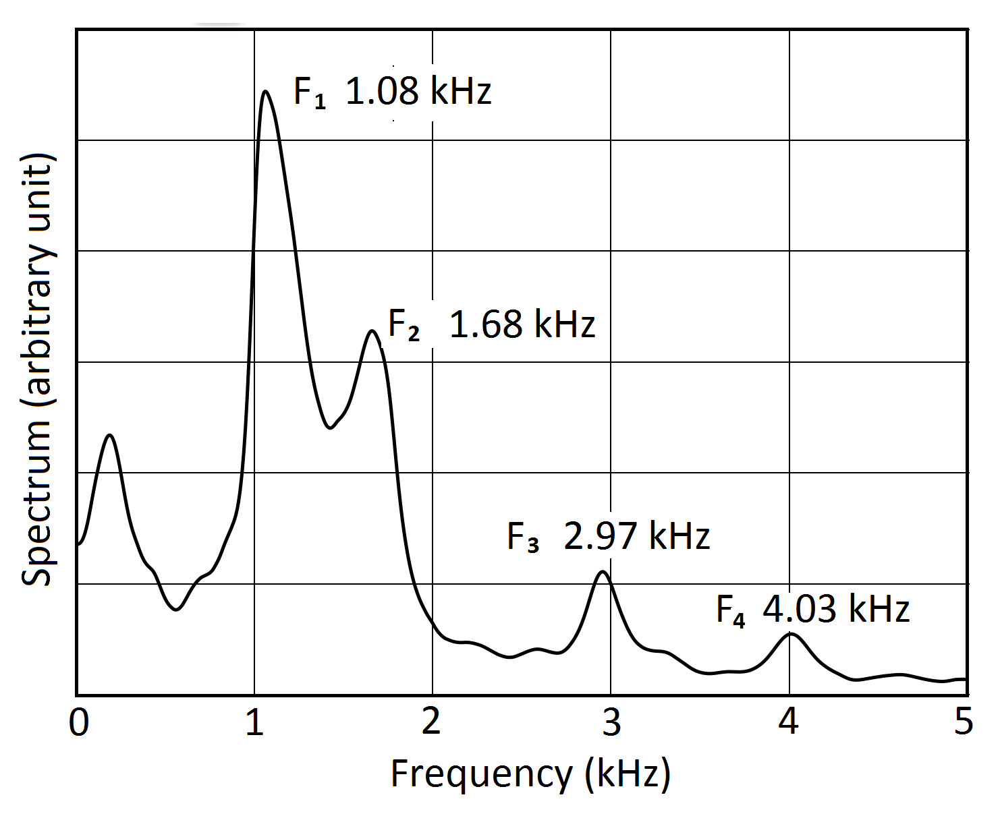 F₁ 1.08 kHz
F₂ 1.68 kHz
F₃ 2.97 kHz
F₄ 4.03 kHz
Spectrum (arbitrary unit)
0 1 2 3 4 5
Frequency (kHz)